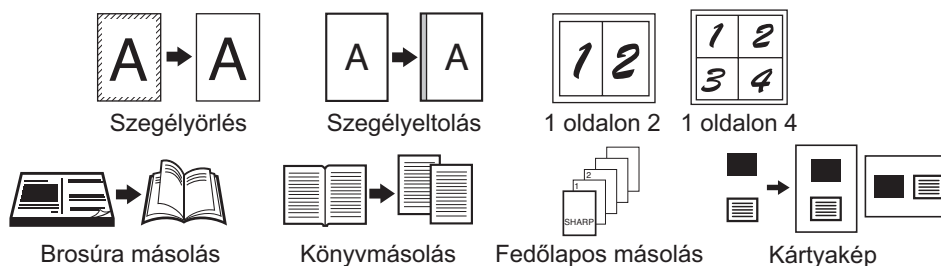 A A
Szegélyörlés
A A
Szegélyeltolás
1 2
1 oldalon 2
1 2
3 4
1 oldalon 4
Brosúra másolás
Könyvmásolás
2
1
SHARP
Fedőlapos másolás
Kártyakép